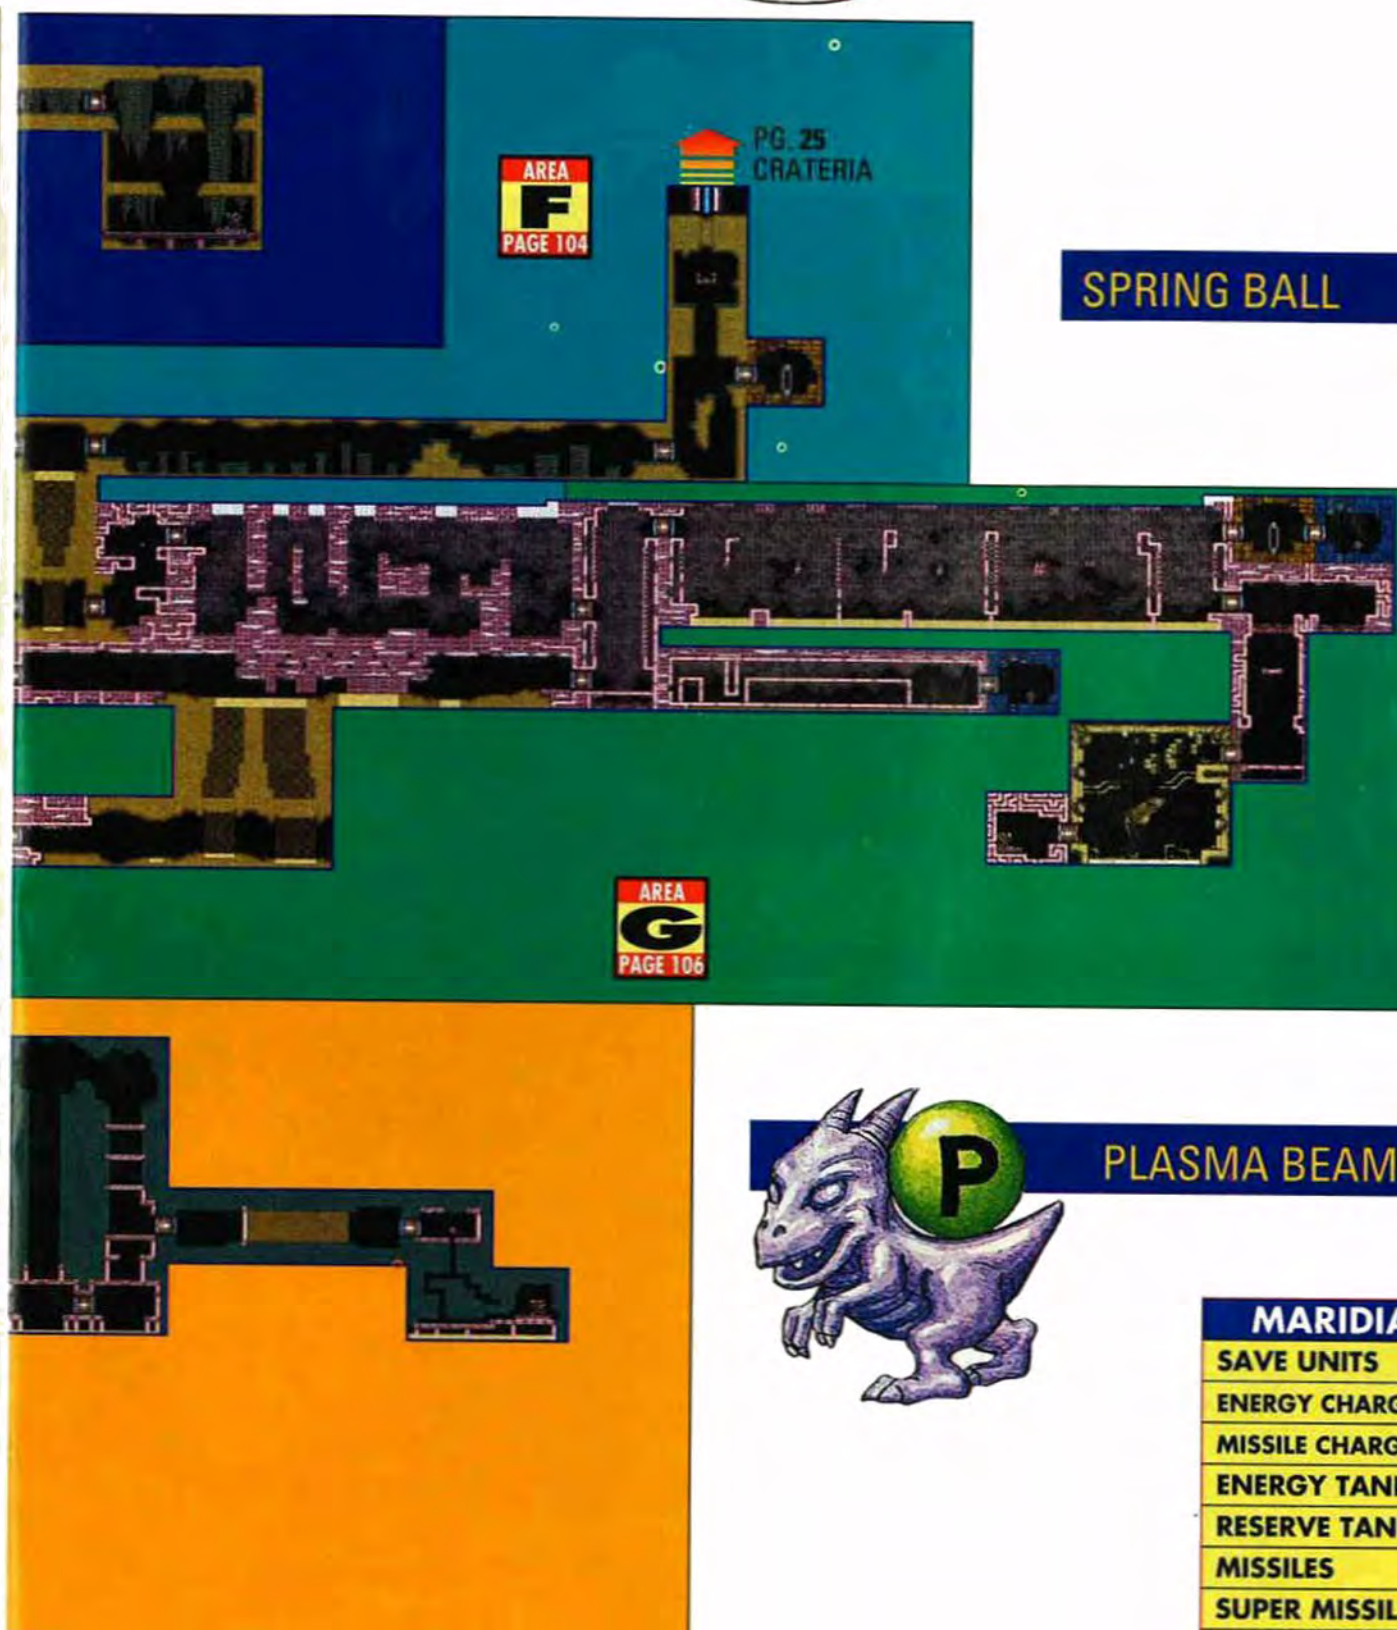 PG. 25
CRATERIA
AREA
F
PAGE 104
SPRING BALL
AREA
G
PAGE 106
P
PLASMA BEAM
MARIDIA
SAVE UNITS
ENERGY CHARG
MISSILE CHARG
ENERGY TAN
RESERVE TAN
MISSILES
SUPER MISSIL